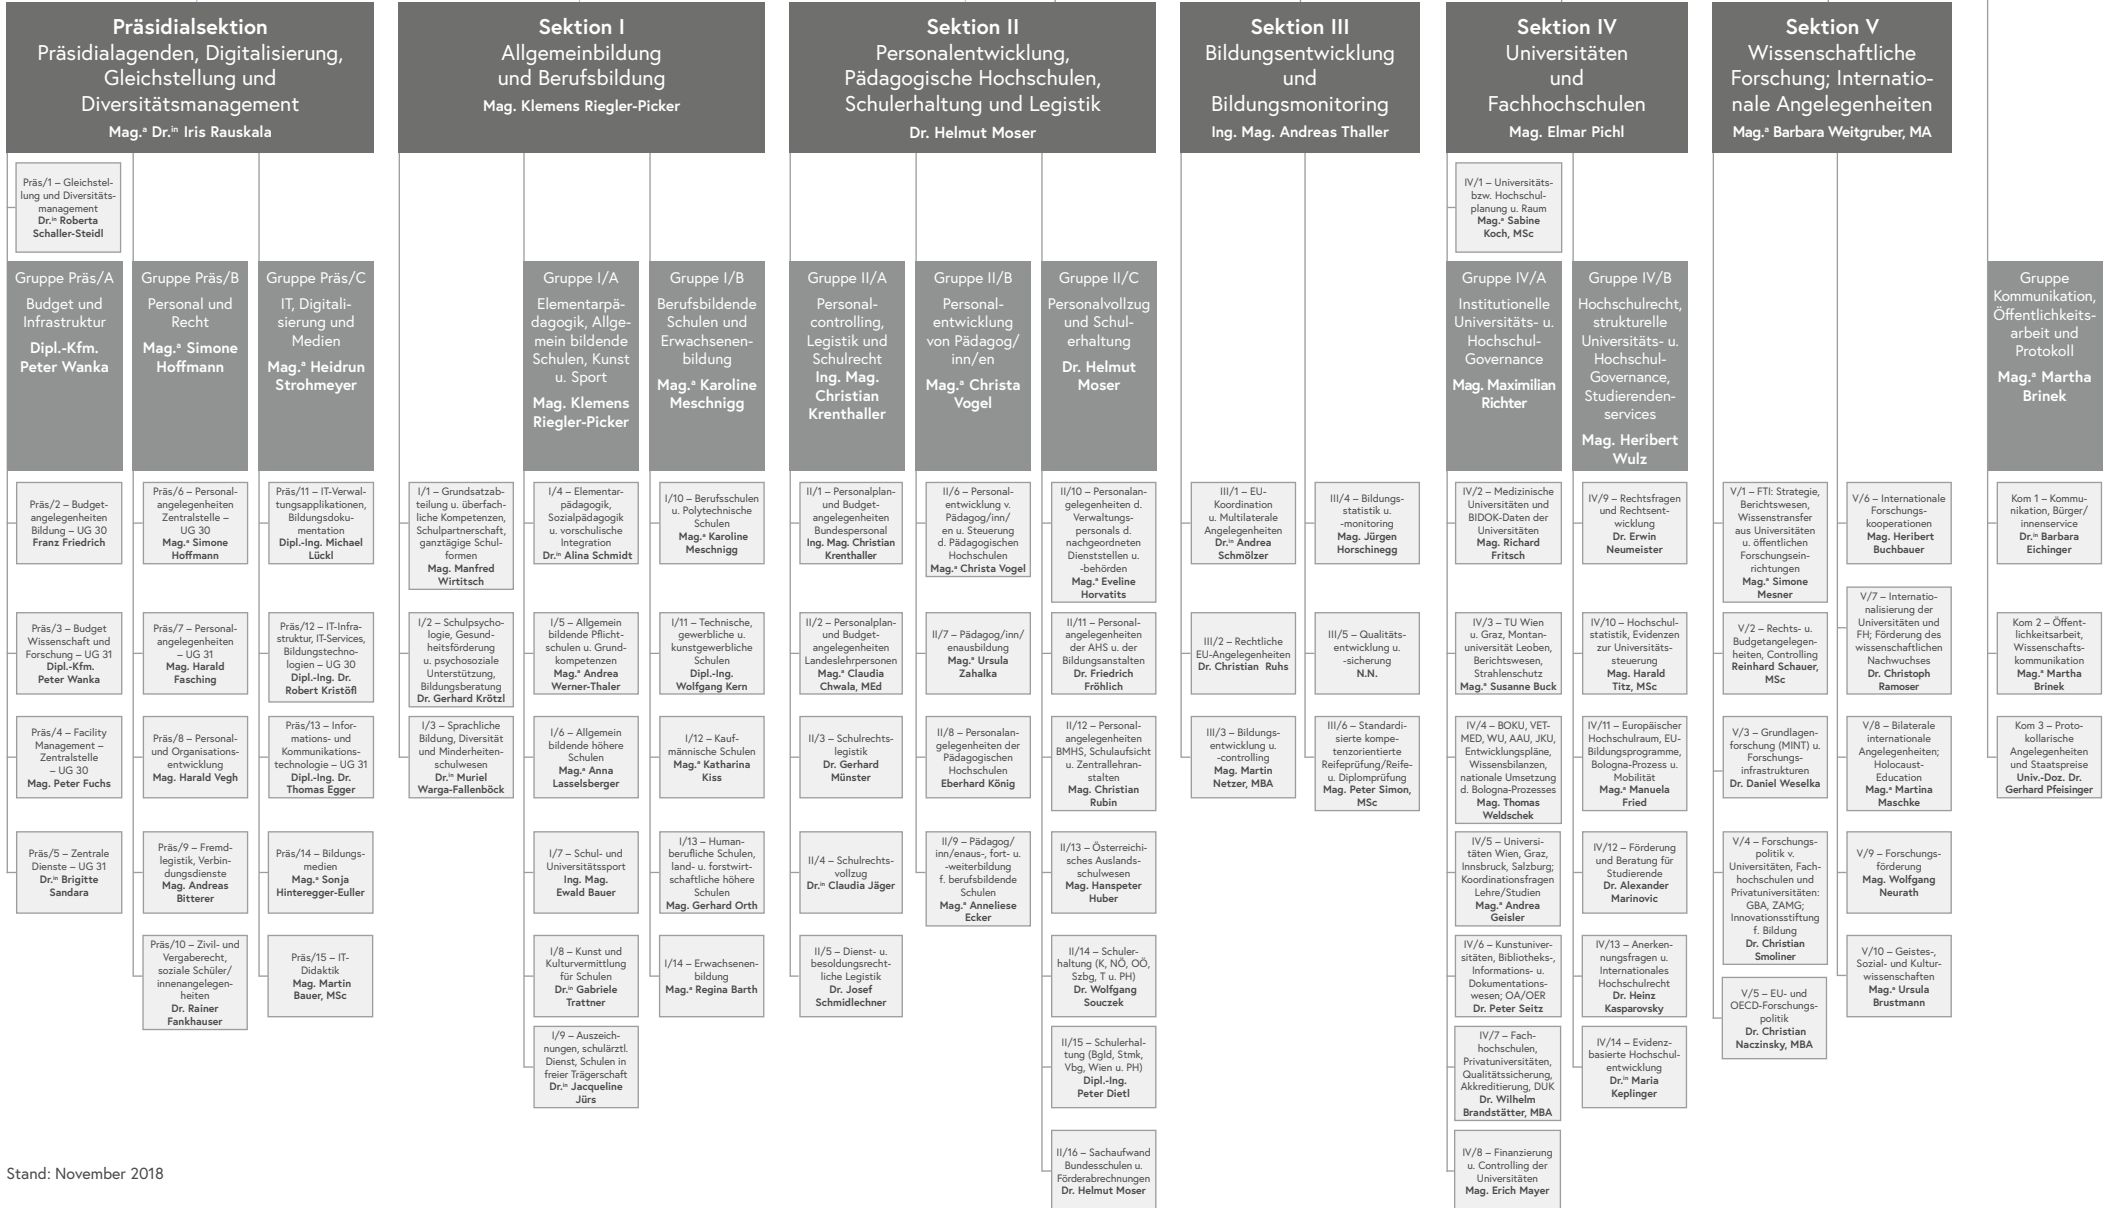 Präsidialsektion
Präsidialagenden, Digitalisierung,
Gleichstellung und
Diversitätsmanagement
Mag.ª Dr.ⁱⁿ Iris Rauskala
Präs/1 – Gleichstel-
lung und Diversitäts-
management
Dr.ⁱⁿ Roberta
Schaller-Steidl
Gruppe Präs/A
Budget und
Infrastruktur
Dipl.-Kfm.
Peter Wanka
Präs/2 – Budget-
angelegenheiten
Bildung – UG 30
Franz Friedrich
Präs/3 – Budget
Wissenschaft und
Forschung – UG 31
Dipl.-Kfm.
Peter Wanka
Präs/4 – Facility
Management –
Zentralstelle
– UG 30
Mag. Peter Fuchs
Präs/5 – Zentrale
Dienste – UG 31
Dr.ⁱⁿ Brigitte
Sandara
Gruppe Präs/B
Personal und
Recht
Mag.ª Simone
Hoffmann
Präs/6 – Personal-
angelegenheiten
Zentralstelle –
UG 30
Mag.ª Simone
Hoffmann
Präs/7 – Personal-
angelegenheiten
– UG 31
Mag. Harald
Fasching
Präs/8 – Personal-
und Organisations-
entwicklung
Mag. Harald Vegh
Präs/9 – Fremd-
legistik, Verbin-
dungsdienste
Mag. Andreas
Bitterer
Präs/10 – Zivil- und
Vergaberecht,
soziale Schüler/
innenangelegen-
heiten
Dr. Rainer
Fankhauser
Gruppe Präs/C
IT, Digitali-
sierung und
Medien
Mag.ª Heidrun
Strohmeyer
Präs/11 – IT-Verwal-
tungsapplikationen,
Bildungsdoku-
mentation
Dipl.-Ing. Michael
Lückl
Präs/12 – IT-Infra-
struktur, IT-Services,
Bildungstechno-
logien – UG 30
Dipl.-Ing. Dr.
Robert Kristöfl
Präs/13 – Infor-
mations- und
Kommunikations-
technologie – UG 31
Dipl.-Ing. Dr.
Thomas Egger
Präs/14 – Bildungs-
medien
Mag.ª Sonja
Hinteregger-Euller
Präs/15 – IT-
Didaktik
Mag. Martin
Bauer, MSc
Sektion I
Allgemeinbildung
und Berufsbildung
Mag. Klemens Riegler-Picker
I/1 – Grundsatzab-
teilung u. überfach-
liche Kompetenzen,
Schulpartnerschaft,
ganztägige Schul-
formen
Mag. Manfred
Wirtitsch
I/2 – Schulpsycho-
logie, Gesund-
heitsförderung
u. psychosoziale
Unterstützung,
Bildungsberatung
Dr. Gerhard Krötzl
I/3 – Sprachliche
Bildung, Diversität
und Minderheiten-
schulwesen
Dr.ⁱⁿ Muriel
Warga-Fallenböck
Gruppe I/A
Elementarpä-
dagogik, Allge-
mein bildende
Schulen, Kunst
u. Sport
Mag. Klemens
Riegler-Picker
I/4 – Elementar-
pädagogik,
Sozialpädagogik
u. vorschulische
Integration
Dr.ⁱⁿ Alina Schmidt
I/5 – Allgemein
bildende Pflicht-
schulen u. Grund-
kompetenzen
Mag.ª Andrea
Werner-Thaler
I/6 – Allgemein
bildende höhere
Schulen
Mag.ª Anna
Lasselsberger
I/7 – Schul- und
Universitätssport
Ing. Mag.
Ewald Bauer
I/8 – Kunst und
Kulturvermittlung
für Schulen
Dr.ⁱⁿ Gabriele
Trattner
I/9 – Auszeich-
nungen, schulärztl.
Dienst, Schulen in
freier Trägerschaft
Dr.ⁱⁿ Jacqueline
Jürs
Gruppe I/B
Berufsbildende
Schulen und
Erwachsenen-
bildung
Mag.ª Karoline
Meschnigg
I/10 – Berufsschulen
u. Polytechnische
Schulen
Mag.ª Karoline
Meschnigg
I/11 – Technische,
gewerbliche u.
kunstgewerbliche
Schulen
Dipl.-Ing.
Wolfgang Kern
I/12 – Kauf-
männische Schulen
Mag.ª Katharina
Kiss
I/13 – Human-
berufliche Schulen,
land- u. forstwirt-
schaftliche höhere
Schulen
Mag. Gerhard Orth
I/14 – Erwachsenen-
bildung
Mag.ª Regina Barth
Sektion II
Personalentwicklung,
Pädagogische Hochschulen,
Schulerhaltung und Legistik
Dr. Helmut Moser
Gruppe II/A
Personal-
controlling,
Legistik und
Schulrecht
Ing. Mag.
Christian
Krenthaller
II/1 – Personalplan-
und Budget-
angelegenheiten
Bundespersonal
Ing. Mag. Christian
Krenthaller
II/2 – Personalplan-
und Budget-
angelegenheiten
Landeslehrpersonen
Mag.ª Claudia
Chwala, MEd
II/3 – Schulrechts-
legistik
Dr. Gerhard
Münster
II/4 – Schulrechts-
vollzug
Dr.ⁱⁿ Claudia Jäger
II/5 – Dienst- u.
besoldungsrecht-
liche Legistik
Dr. Josef
Schmidlechner
Gruppe II/B
Personal-
entwicklung
von Pädagog/
inn/en
Mag.ª Christa
Vogel
II/6 – Personal-
entwicklung v.
Pädagog/inn/
en u. Steuerung
d. Pädagogischen
Hochschulen
Mag.ª Christa Vogel
II/7 – Pädagog/inn/
enausbildung
Mag.ª Ursula
Zahalka
II/8 – Personalan-
gelegenheiten der
Pädagogischen
Hochschulen
Eberhard König
II/9 – Pädagog/
inn/enaus-, fort- u.
-weiterbildung
f. berufsbildende
Schulen
Mag.ª Anneliese
Ecker
Gruppe II/C
Personalvollzug
und Schul-
erhaltung
Dr. Helmut
Moser
II/10 – Personalan-
gelegenheiten d.
Verwaltungs-
personals d.
nachgeordneten
Dienststellen u.
-behörden
Mag.ª Eveline
Horvatits
II/11 – Personal-
angelegenheiten
der AHS u. der
Bildungsanstalten
Dr. Friedrich
Fröhlich
II/12 – Personal-
angelegenheiten
BMHS, Schulaufsicht
u. Zentrallehran-
stalten
Mag. Christian
Rubin
II/13 – Österreichi-
sches Auslands-
schulwesen
Mag. Hanspeter
Huber
II/14 – Schuler-
haltung (K, NÖ, OÖ,
Szbg, T u. PH)
Dr. Wolfgang
Souczek
II/15 – Schulerhal-
tung (Bgld, Stmk,
Vbg, Wien u. PH)
Dipl.-Ing.
Peter Dietl
II/16 – Sachaufwand
Bundesschulen u.
Förderabrechnungen
Dr. Helmut Moser
Sektion III
Bildungsentwicklung
und
Bildungsmonitoring
Ing. Mag. Andreas Thaller
III/1 – EU-
Koordination
u. Multilaterale
Angelegenheiten
Dr.ⁱⁿ Andrea
Schmölzer
III/2 – Rechtliche
EU-Angelegenheiten
Dr. Christian Ruhs
III/3 – Bildungs-
entwicklung u.
-controlling
Mag. Martin
Netzer, MBA
III/4 – Bildungs-
statistik u.
-monitoring
Mag. Jürgen
Horschinegg
III/5 – Qualitäts-
entwicklung u.
-sicherung
N.N.
III/6 – Standardi-
sierte kompe-
tenzorientierte
Reifeprüfung/Reife-
u. Diplomprüfung
Mag. Peter Simon,
MSc
Sektion IV
Universitäten
und
Fachhochschulen
Mag. Elmar Pichl
IV/1 – Universitäts-
bzw. Hochschul-
planung u. Raum
Mag.ª Sabine
Koch, MSc
Gruppe IV/A
Institutionelle
Universitäts- u.
Hochschul-
Governance
Mag. Maximilian
Richter
IV/2 – Medizinische
Universitäten und
BIDOK-Daten der
Universitäten
Mag. Richard
Fritsch
IV/3 – TU Wien
u. Graz, Montan-
universität Leoben,
Berichtswesen,
Strahlenschutz
Mag.ª Susanne Buck
IV/4 – BOKU, VET-
MED, WU, AAU, JKU,
Entwicklungspläne,
Wissensbilanzen,
nationale Umsetzung
d. Bologna-Prozesses
Mag. Thomas
Weldschek
IV/5 – Universi-
täten Wien, Graz,
Innsbruck, Salzburg;
Koordinationsfragen
Lehre/Studien
Mag.ª Andrea
Geisler
IV/6 – Kunstuniver-
sitäten, Bibliotheks-,
Informations- u.
Dokumentations-
wesen; OA/OER
Dr. Peter Seitz
IV/7 – Fach-
hochschulen,
Privatuniversitäten,
Qualitätssicherung,
Akkreditierung, DUK
Dr. Wilhelm
Brandstätter, MBA
IV/8 – Finanzierung
u. Controlling der
Universitäten
Mag. Erich Mayer
Gruppe IV/B
Hochschulrecht,
strukturelle
Universitäts- u.
Hochschul-
Governance,
Studierenden-
services
Mag. Heribert
Wulz
IV/9 – Rechtsfragen
und Rechtsent-
wicklung
Dr. Erwin
Neumeister
IV/10 – Hochschul-
statistik, Evidenzen
zur Universitäts-
steuerung
Mag. Harald
Titz, MSc
IV/11 – Europäischer
Hochschulraum, EU-
Bildungsprogramme,
Bologna-Prozess u.
Mobilität
Mag.ª Manuela
Fried
IV/12 – Förderung
und Beratung für
Studierende
Dr. Alexander
Marinovic
IV/13 – Anerken-
nungsfragen u.
Internationales
Hochschulrecht
Dr. Heinz
Kasparovsky
IV/14 – Evidenz-
basierte Hochschul-
entwicklung
Dr.ⁱⁿ Maria
Keplinger
Sektion V
Wissenschaftliche
Forschung; Internatio-
nale Angelegenheiten
Mag.ª Barbara Weitgruber, MA
V/1 – FTI: Strategie,
Berichtswesen,
Wissenstransfer
aus Universitäten
u. öffentlichen
Forschungsein-
richtungen
Mag.ª Simone
Mesner
V/2 – Rechts- u.
Budgetangelegen-
heiten, Controlling
Reinhard Schauer,
MSc
V/3 – Grundlagen-
forschung (MINT) u.
Forschungs-
infrastrukturen
Dr. Daniel Weselka
V/4 – Forschungs-
politik v.
Universitäten, Fach-
hochschulen und
Privatuniversitäten:
GBA, ZAMG;
Innovationsstiftung
f. Bildung
Dr. Christian
Smoliner
V/5 – EU- und
OECD-Forschungs-
politik
Dr. Christian
Naczinsky, MBA
V/6 – Internationale
Forschungs-
kooperationen
Mag. Heribert
Buchbauer
V/7 – Internatio-
nalisierung der
Universitäten und
FH; Förderung des
wissenschaftlichen
Nachwuchses
Dr. Christoph
Ramoser
V/8 – Bilaterale
internationale
Angelegenheiten;
Holocaust-
Education
Mag.ª Martina
Maschke
V/9 – Forschungs-
förderung
Mag. Wolfgang
Neurath
V/10 – Geistes-,
Sozial- und Kultur-
wissenschaften
Mag.ª Ursula
Brustmann
Gruppe
Kommunikation,
Öffentlichkeits-
arbeit und
Protokoll
Mag.ª Martha
Brinek
Kom 1 – Kommu-
nikation, Bürger/
innenservice
Dr.ⁱⁿ Barbara
Eichinger
Kom 2 – Öffent-
lichkeitsarbeit,
Wissenschafts-
kommunikation
Mag.ª Martha
Brinek
Kom 3 – Proto-
kollarische
Angelegenheiten
und Staatspreise
Univ.-Doz. Dr.
Gerhard Pfeisinger
Stand: November 2018